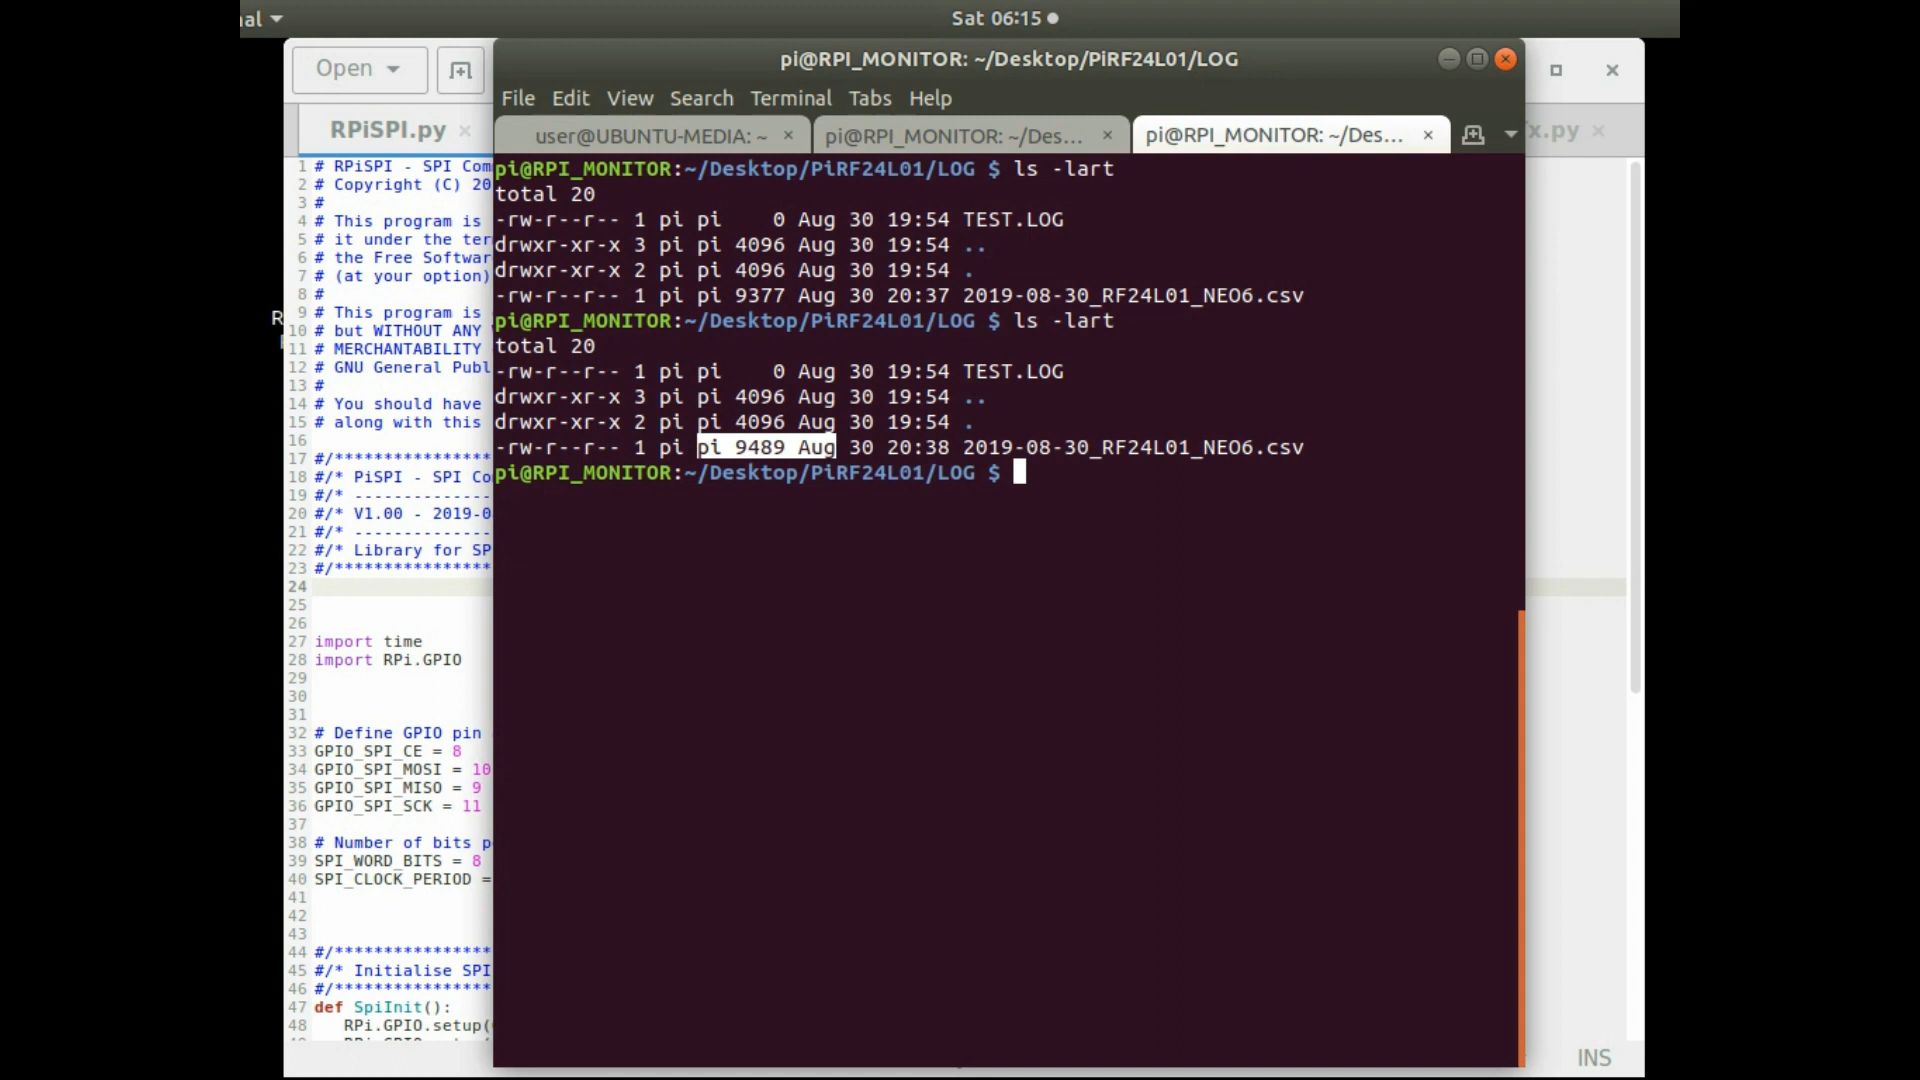 al
Sat 06:15
Open
pi@RPI_MONITOR: ~/Desktop/PiRF24L01/LOG
File Edit View Search Terminal Tabs Help
RPiSPI.py
user@UBUNTU-MEDIA: ~
pi@RPI_MONITOR: ~/Des...
pi@RPI_MONITOR: ~/Des...
x.py
pi@RPI_MONITOR:~/Desktop/PiRF24L01/LOG $ ls -lart
total 20
-rw-r--r-- 1 pi pi    0 Aug 30 19:54 TEST.LOG
drwxr-xr-x 3 pi pi 4096 Aug 30 19:54 ..
drwxr-xr-x 2 pi pi 4096 Aug 30 19:54 .
-rw-r--r-- 1 pi pi 9377 Aug 30 20:37 2019-08-30_RF24L01_NEO6.csv
pi@RPI_MONITOR:~/Desktop/PiRF24L01/LOG $ ls -lart
total 20
-rw-r--r-- 1 pi pi    0 Aug 30 19:54 TEST.LOG
drwxr-xr-x 3 pi pi 4096 Aug 30 19:54 ..
drwxr-xr-x 2 pi pi 4096 Aug 30 19:54 .
-rw-r--r-- 1 pi pi 9489 Aug 30 20:38 2019-08-30_RF24L01_NEO6.csv
pi@RPI_MONITOR:~/Desktop/PiRF24L01/LOG $
R
1 # RPiSPI - SPI Com
2 # Copyright (C) 20
3 #
4 # This program is
5 # it under the ter
6 # the Free Softwar
7 # (at your option)
8 #
9 # This program is
10 # but WITHOUT ANY
11 # MERCHANTABILITY
12 # GNU General Publ
13 #
14 # You should have
15 # along with this
16
17 #/****************
18 #/* PiSPI - SPI Co
19 #/* --------------
20 #/* V1.00 - 2019-0
21 #/* --------------
22 #/* Library for SP
23 #/****************
24
25
26
27 import time
28 import RPi.GPIO
29
30
31
32 # Define GPIO pin
33 GPIO_SPI_CE = 8
34 GPIO_SPI_MOSI = 10
35 GPIO_SPI_MISO = 9
36 GPIO_SPI_SCK = 11
37
38 # Number of bits p
39 SPI_WORD_BITS = 8
40 SPI_CLOCK_PERIOD =
41
42
43
44 #/****************
45 #/* Initialise SPI
46 #/****************
47 def SpiInit():
48    RPi.GPIO.setup(
INS